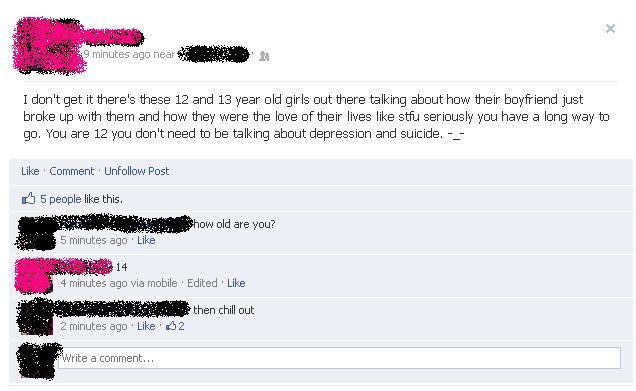 9 minutes ago near
I don't get it there's these 12 and 13 year old girls out there talking about how their boyfriend just
broke up with them and how they were the love of their lives like stfu seriously you have a long way to
go. You are 12 you don't need to be talking about depression and suicide. -_-
Like · Comment · Unfollow Post
5 people like this.
how old are you?
5 minutes ago · Like
14
4 minutes ago via mobile · Edited · Like
then chill out
2 minutes ago · Like · 2
Write a comment...